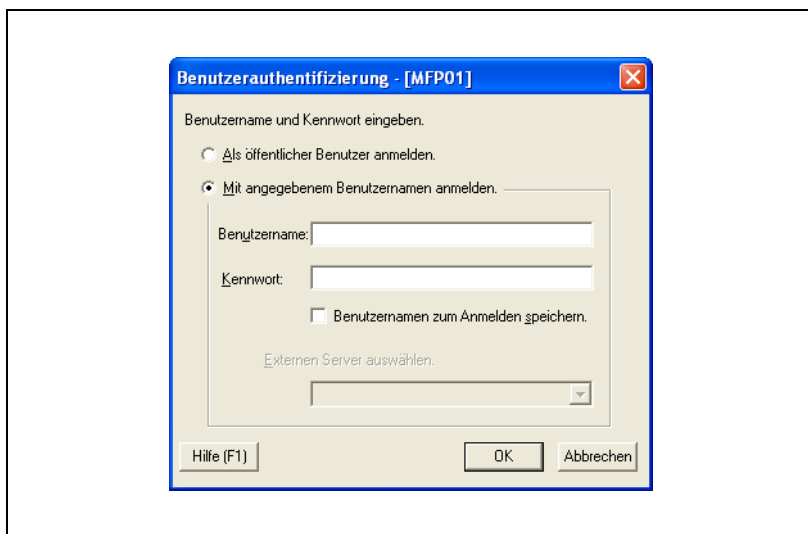 Benutzerauthentifizierung - [MFP01]
Benutzername und Kennwort eingeben.
Als öffentlicher Benutzer anmelden.
Mit angegebenem Benutzernamen anmelden.
Benutzername:
Kennwort:
Benutzernamen zum Anmelden speichern.
Externen Server auswählen.
Hilfe (F1) OK Abbrechen